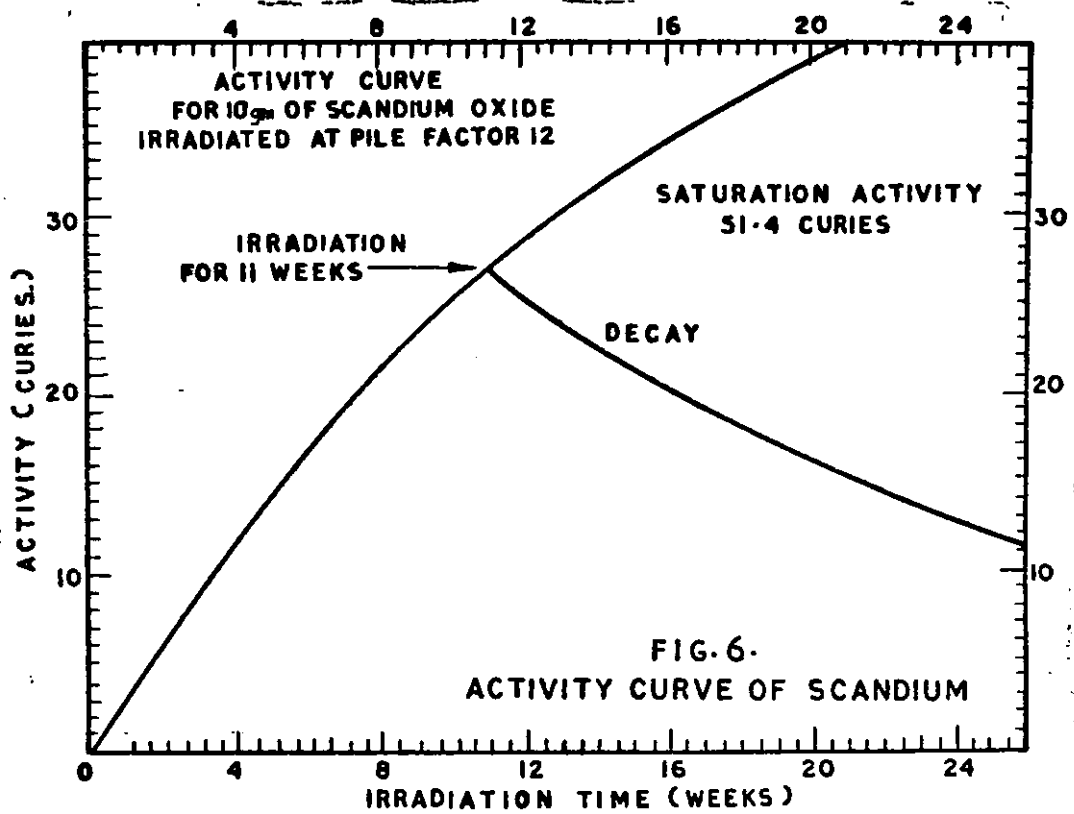 4 8 12 16 20 24
ACTIVITY CURVE
FOR 10gm OF SCANDIUM OXIDE
IRRADIATED AT PILE FACTOR 12
SATURATION ACTIVITY
51·4 CURIES
30
30
IRRADIATION
FOR 11 WEEKS
DECAY
ACTIVITY (CURIES.)
20
20
10
10
FIG. 6.
ACTIVITY CURVE OF SCANDIUM
0 4 8 12 16 20 24
IRRADIATION TIME (WEEKS)